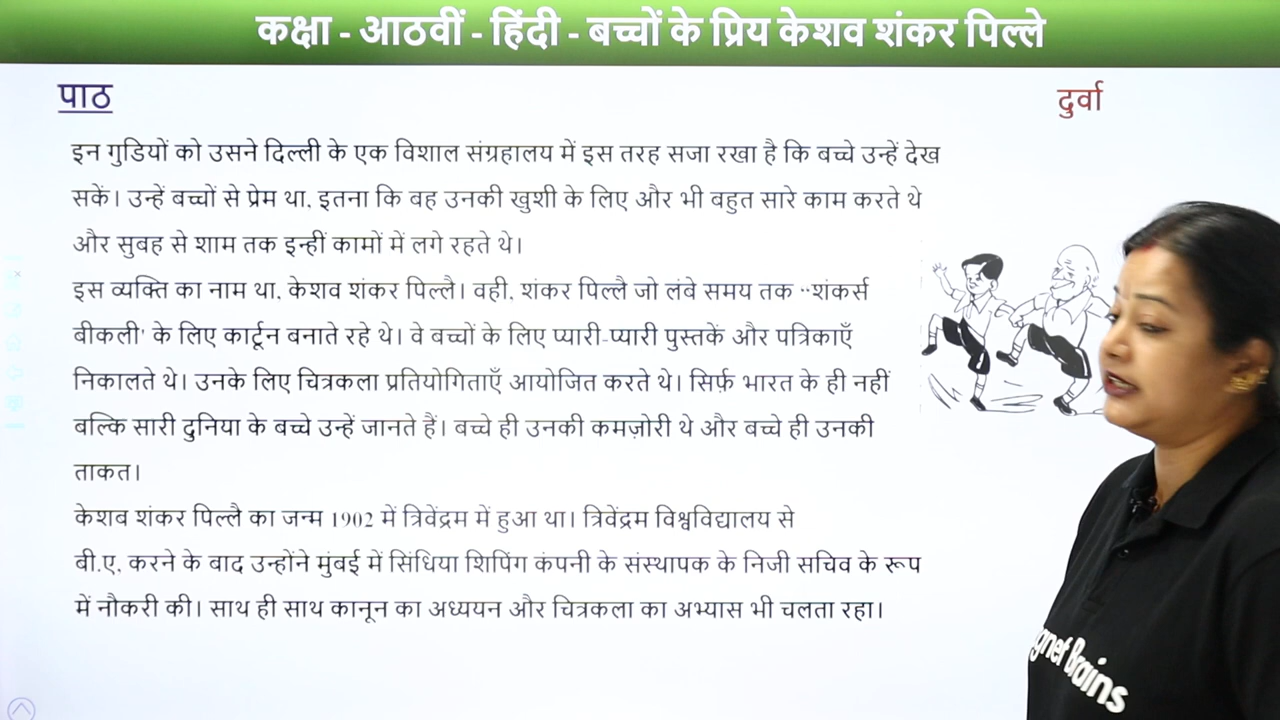 कक्षा - आठवीं - हिंदी - बच्चों के प्रिय केशव शंकर पिल्ले
पाठ
दुर्वा
इन गुडियों को उसने दिल्ली के एक विशाल संग्रहालय में इस तरह सजा रखा है कि बच्चे उन्हें देख
सकें। उन्हें बच्चों से प्रेम था, इतना कि वह उनकी खुशी के लिए और भी बहुत सारे काम करते थे
और सुबह से शाम तक इन्हीं कामों में लगे रहते थे।
इस व्यक्ति का नाम था, केशव शंकर पिल्लै। वही, शंकर पिल्लै जो लंबे समय तक "शंकर्स
बीकली' के लिए कार्टून बनाते रहे थे। वे बच्चों के लिए प्यारी-प्यारी पुस्तकें और पत्रिकाएँ
निकालते थे। उनके लिए चित्रकला प्रतियोगिताएँ आयोजित करते थे। सिर्फ़ भारत के ही नहीं
बल्कि सारी दुनिया के बच्चे उन्हें जानते हैं। बच्चे ही उनकी कमज़ोरी थे और बच्चे ही उनकी
ताकत।
केशब शंकर पिल्लै का जन्म 1902 में त्रिवेंद्रम में हुआ था। त्रिवेंद्रम विश्वविद्यालय से
बी.ए. करने के बाद उन्होंने मुंबई में सिंधिया शिपिंग कंपनी के संस्थापक के निजी सचिव के रूप
में नौकरी की। साथ ही साथ कानून का अध्ययन और चित्रकला का अभ्यास भी चलता रहा।
gnet Brains